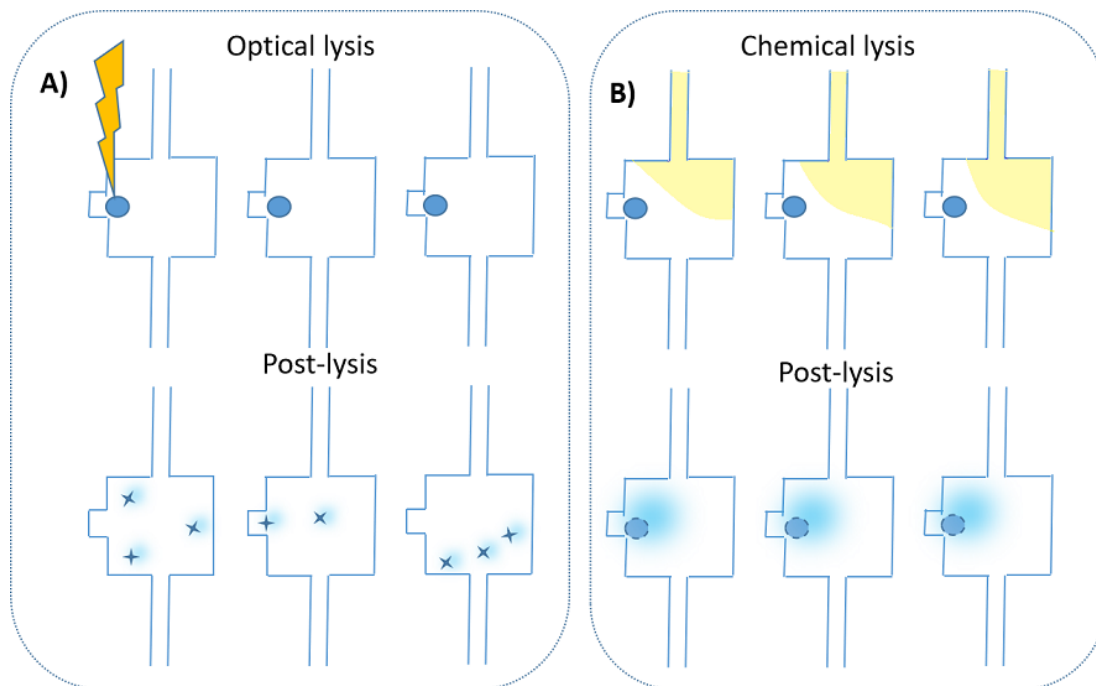 A)
Optical lysis
Post-lysis
B)
Chemical lysis
Post-lysis